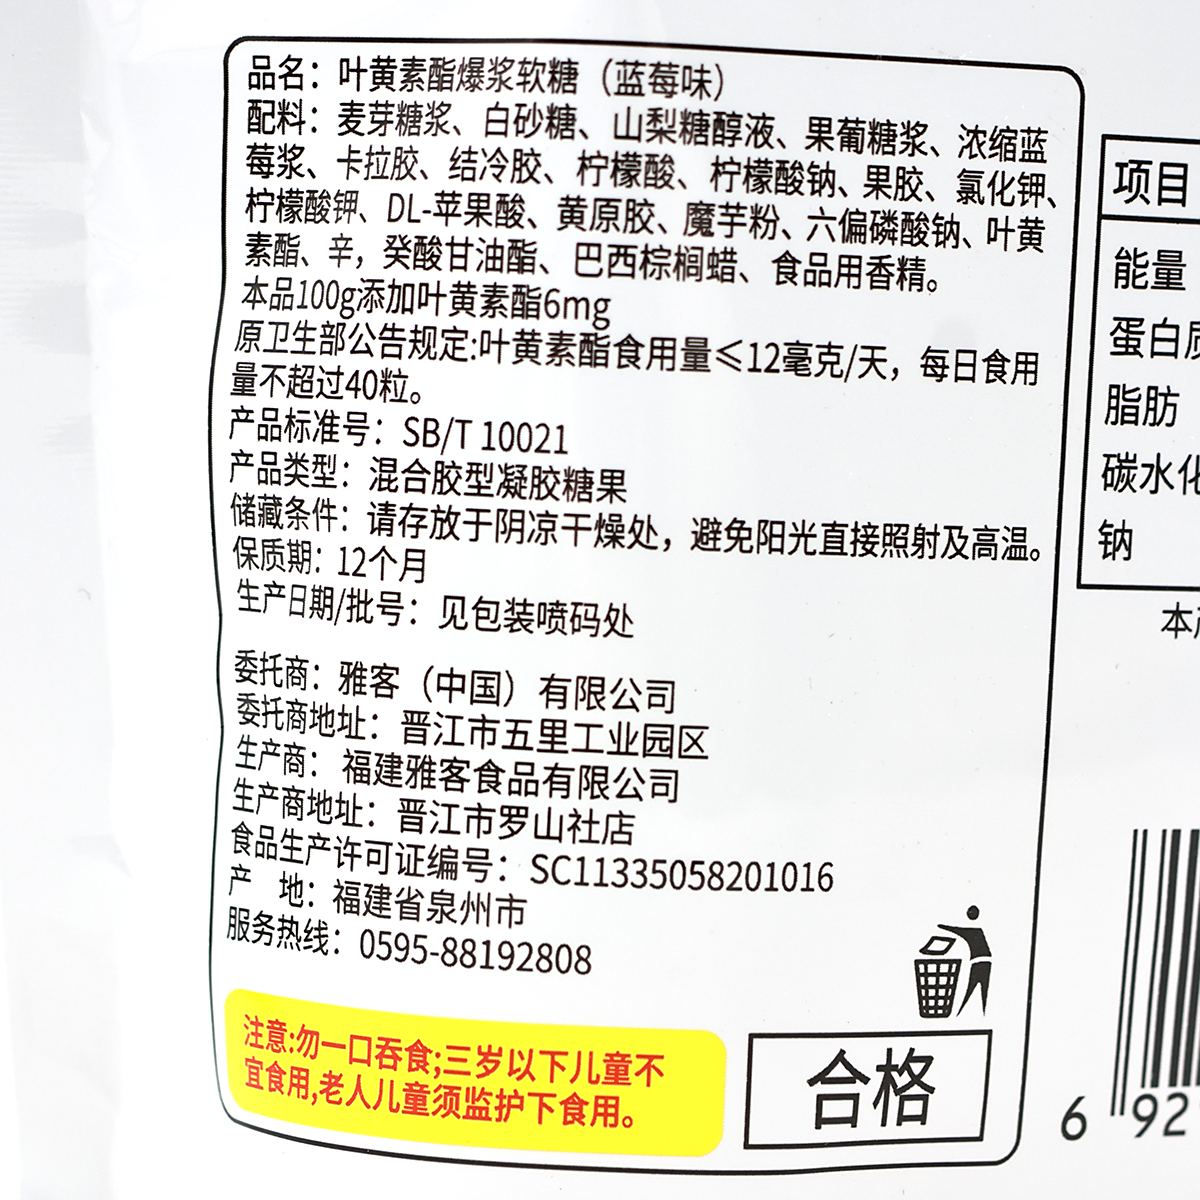 品名：叶黄素酯爆浆软糖（蓝莓味）
配料：麦芽糖浆、白砂糖、山梨糖醇液、果葡糖浆、浓缩蓝
莓浆、卡拉胶、结冷胶、柠檬酸、柠檬酸钠、果胶、氯化钾、
柠檬酸钾、DL-苹果酸、黄原胶、魔芋粉、六偏磷酸钠、叶黄
素酯、辛，癸酸甘油酯、巴西棕榈蜡、食品用香精。
本品100g添加叶黄素酯6mg
原卫生部公告规定:叶黄素酯食用量≤12毫克/天，每日食用
量不超过40粒。
产品标准号：SB/T 10021
产品类型：混合胶型凝胶糖果
储藏条件：请存放于阴凉干燥处，避免阳光直接照射及高温。
保质期：12个月
生产日期/批号：见包装喷码处
委托商：雅客（中国）有限公司
委托商地址：晋江市五里工业园区
生产商：福建雅客食品有限公司
生产商地址：晋江市罗山社店
食品生产许可证编号：SC11335058201016
产 地：福建省泉州市
服务热线：0595-88192808
注意:勿一口吞食;三岁以下儿童不
宜食用,老人儿童须监护下食用。
合格
项目
能量
蛋白质
脂肪
碳水化
钠
本
6 92